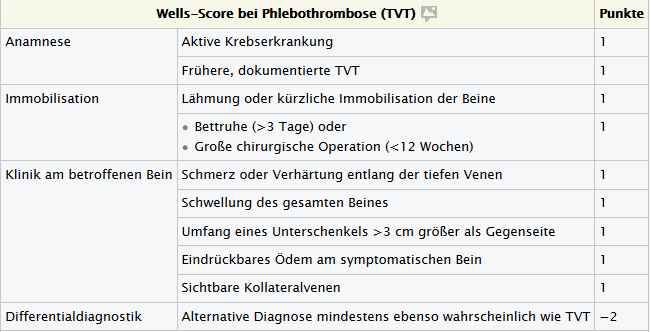 Wells-Score bei Phlebothrombose (TVT) Punkte
Anamnese Aktive Krebserkrankung 1
Frühere, dokumentierte TVT 1
Immobilisation Lähmung oder kürzliche Immobilisation der Beine 1
• Bettruhe (>3 Tage) oder 1
• Große chirurgische Operation (<12 Wochen)
Klinik am betroffenen Bein Schmerz oder Verhärtung entlang der tiefen Venen 1
Schwellung des gesamten Beines 1
Umfang eines Unterschenkels >3 cm größer als Gegenseite 1
Eindrückbares Ödem am symptomatischen Bein 1
Sichtbare Kollateralvenen 1
Differentialdiagnostik Alternative Diagnose mindestens ebenso wahrscheinlich wie TVT −2